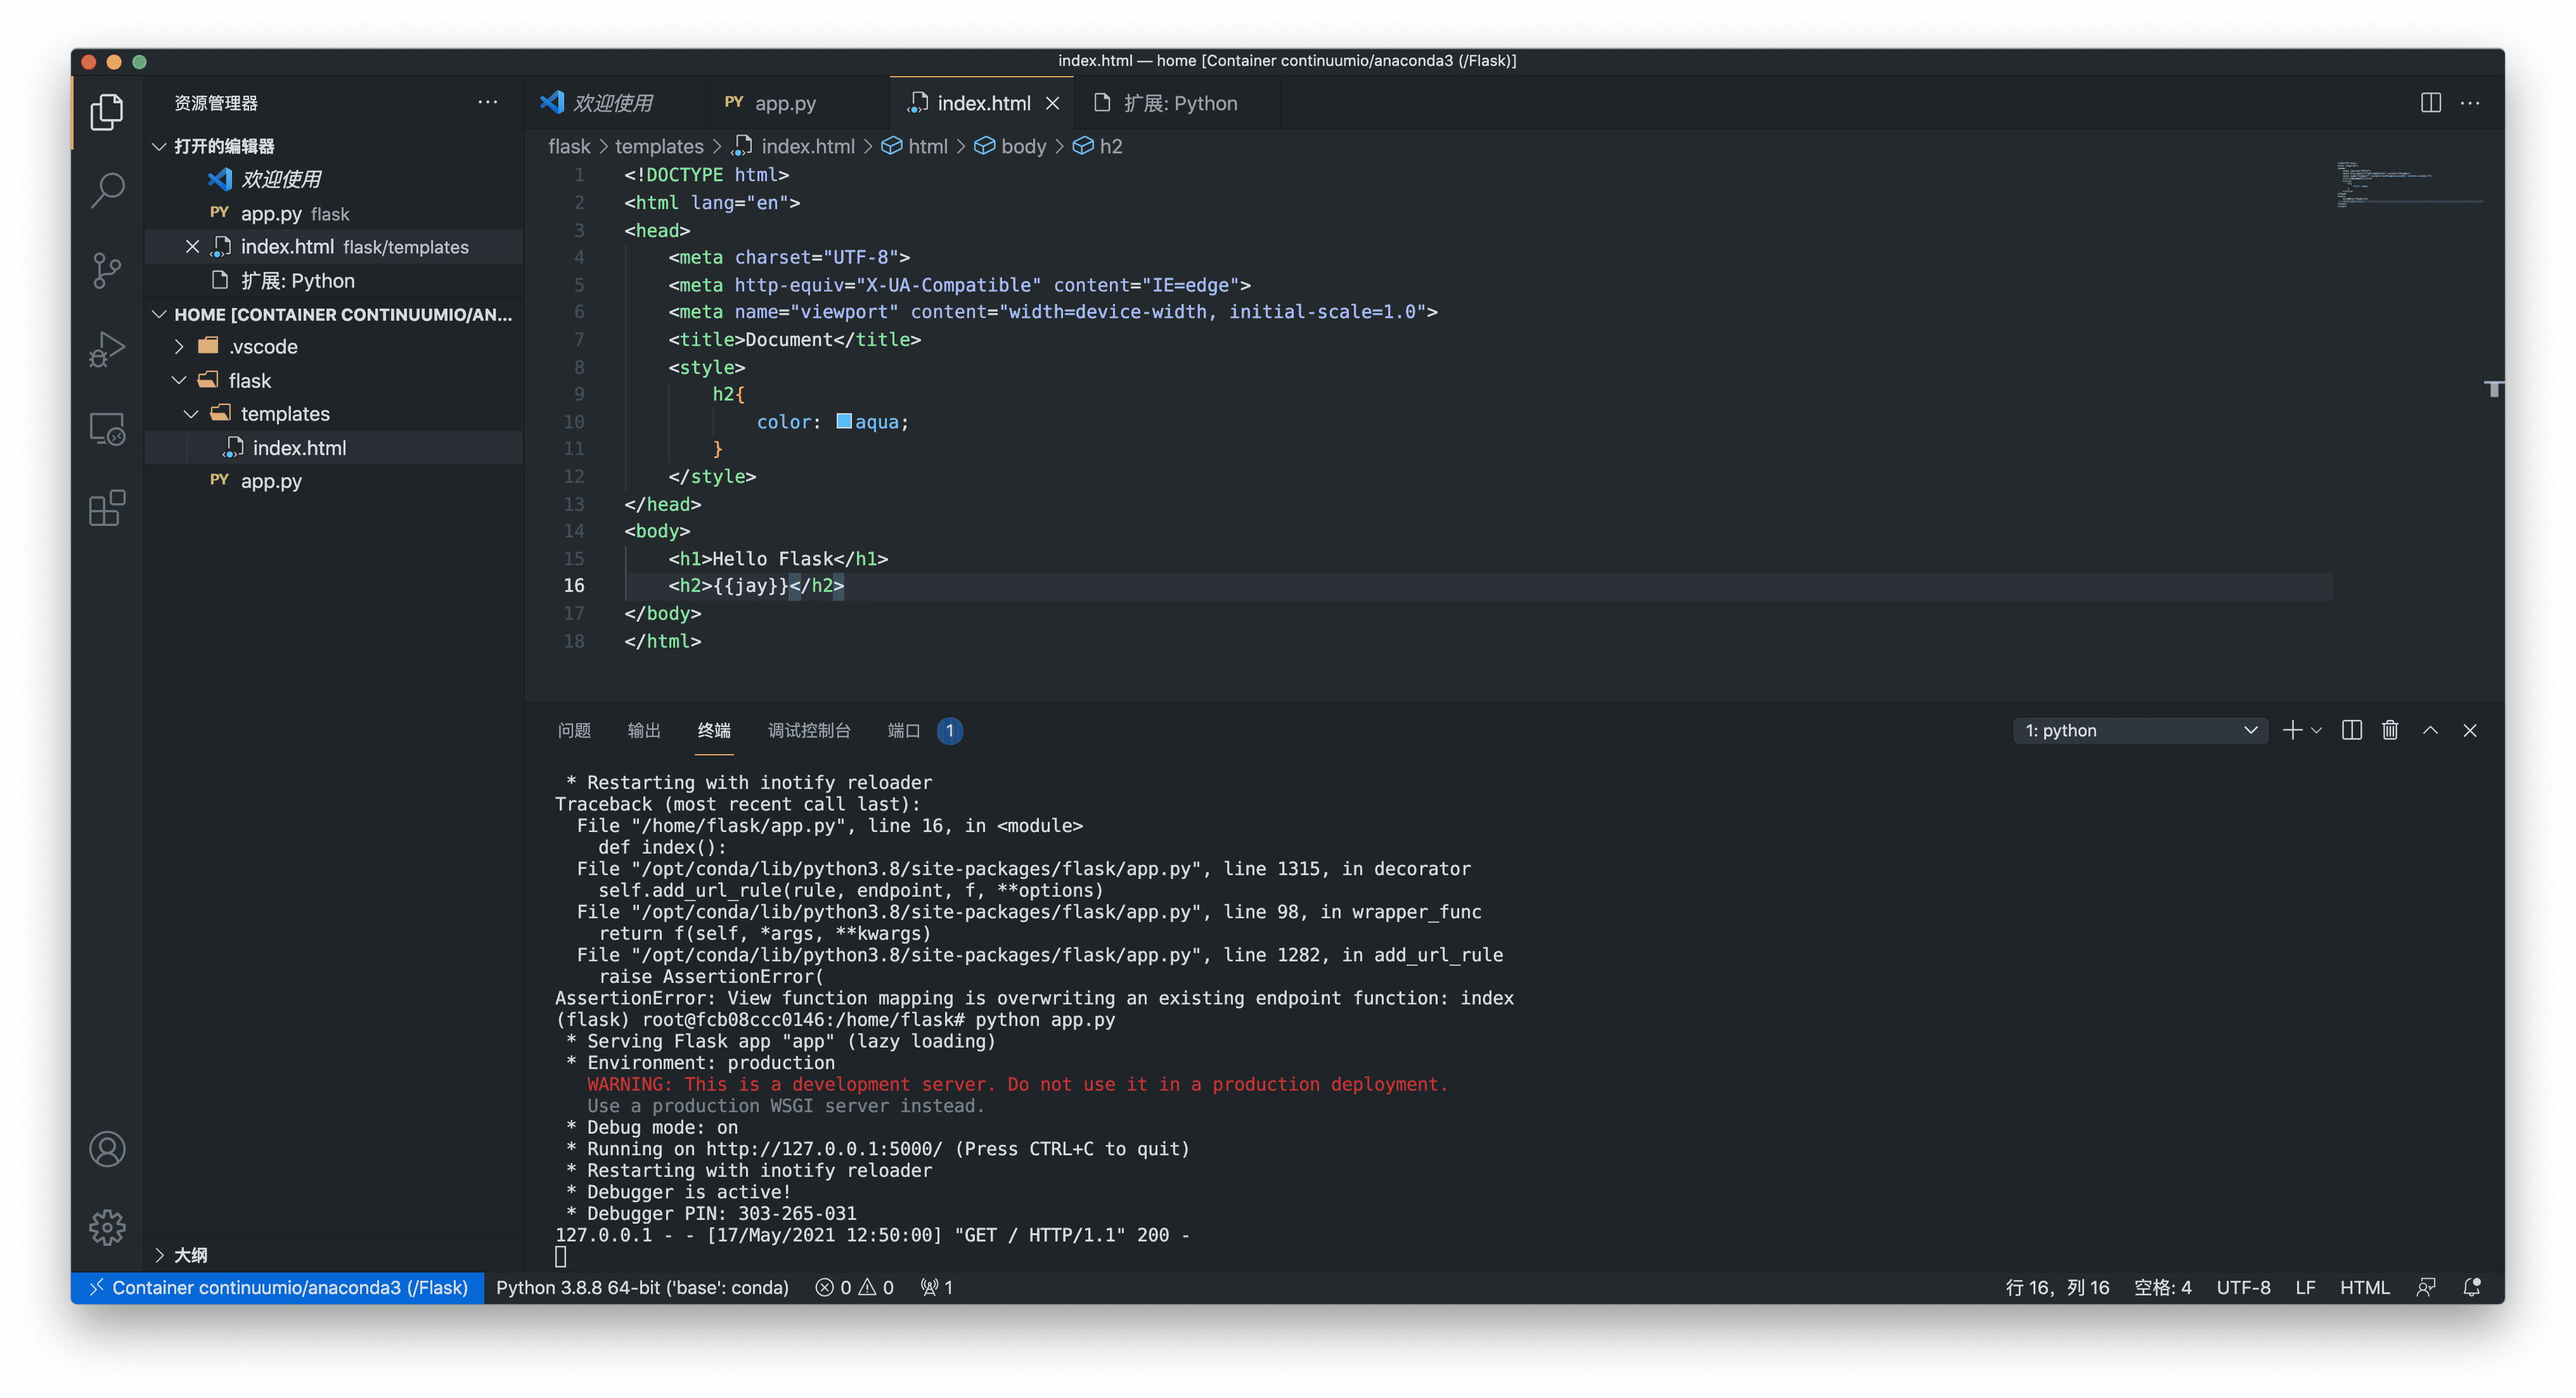 index.html — home [Container continuumio/anaconda3 (/Flask)]
资源管理器
打开的编辑器
欢迎使用
PY app.py flask
index.html flask/templates
扩展: Python
HOME [CONTAINER CONTINUUMIO/AN...
.vscode
flask
templates
index.html
PY app.py
大纲
欢迎使用 PY app.py index.html 扩展: Python
flask > templates > index.html > html > body > h2
1 <!DOCTYPE html>
2 <html lang="en">
3 <head>
4 <meta charset="UTF-8">
5 <meta http-equiv="X-UA-Compatible" content="IE=edge">
6 <meta name="viewport" content="width=device-width, initial-scale=1.0">
7 <title>Document</title>
8 <style>
9 h2{
10 color: aqua;
11 }
12 </style>
13 </head>
14 <body>
15 <h1>Hello Flask</h1>
16 <h2>{{jay}}</h2>
17 </body>
18 </html>
问题 输出 终端 调试控制台 端口 1
1: python
* Restarting with inotify reloader
Traceback (most recent call last):
File "/home/flask/app.py", line 16, in <module>
def index():
File "/opt/conda/lib/python3.8/site-packages/flask/app.py", line 1315, in decorator
self.add_url_rule(rule, endpoint, f, **options)
File "/opt/conda/lib/python3.8/site-packages/flask/app.py", line 98, in wrapper_func
return f(self, *args, **kwargs)
File "/opt/conda/lib/python3.8/site-packages/flask/app.py", line 1282, in add_url_rule
raise AssertionError(
AssertionError: View function mapping is overwriting an existing endpoint function: index
(flask) root@fcb08ccc0146:/home/flask# python app.py
* Serving Flask app "app" (lazy loading)
* Environment: production
WARNING: This is a development server. Do not use it in a production deployment.
Use a production WSGI server instead.
* Debug mode: on
* Running on http://127.0.0.1:5000/ (Press CTRL+C to quit)
* Restarting with inotify reloader
* Debugger is active!
* Debugger PIN: 303-265-031
127.0.0.1 - - [17/May/2021 12:50:00] "GET / HTTP/1.1" 200 -
Container continuumio/anaconda3 (/Flask) Python 3.8.8 64-bit ('base': conda) 0 0 1 行 16，列 16 空格: 4 UTF-8 LF HTML